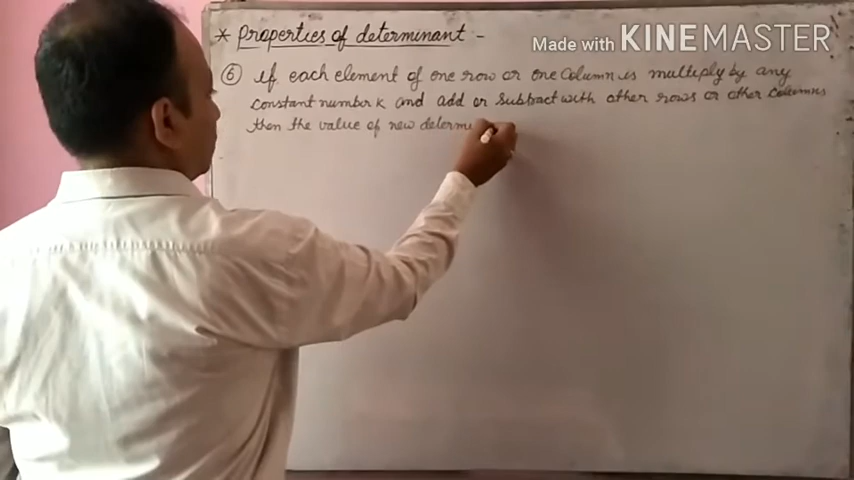 Made with KINEMASTER
* Properties of determinant :-
⑥ if each element of one row or one Column is multiply by any
constant number K and add or Subtract with other rows or other Columns
then the value of new determ